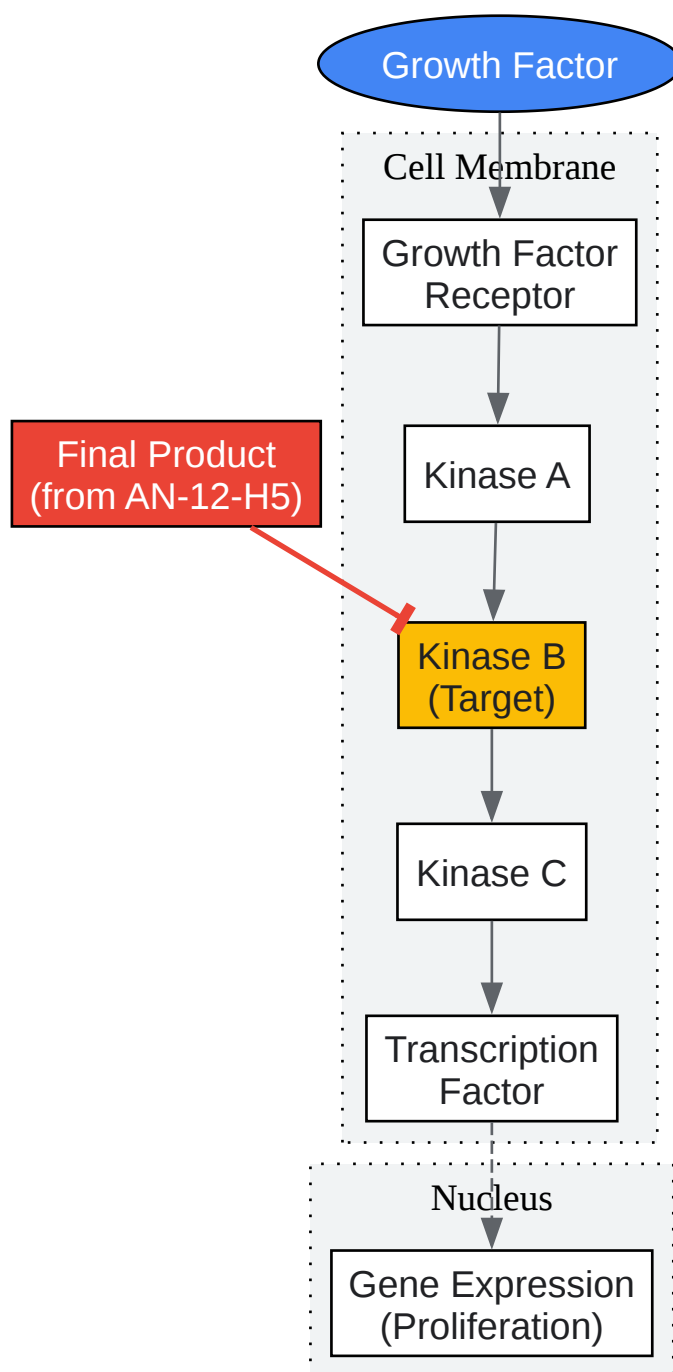 Growth Factor
Cell Membrane
Growth Factor
Receptor
Kinase A
Final Product
(from AN-12-H5)
Kinase B
(Target)
Kinase C
Transcription
Factor
Nucleus
Gene Expression
(Proliferation)